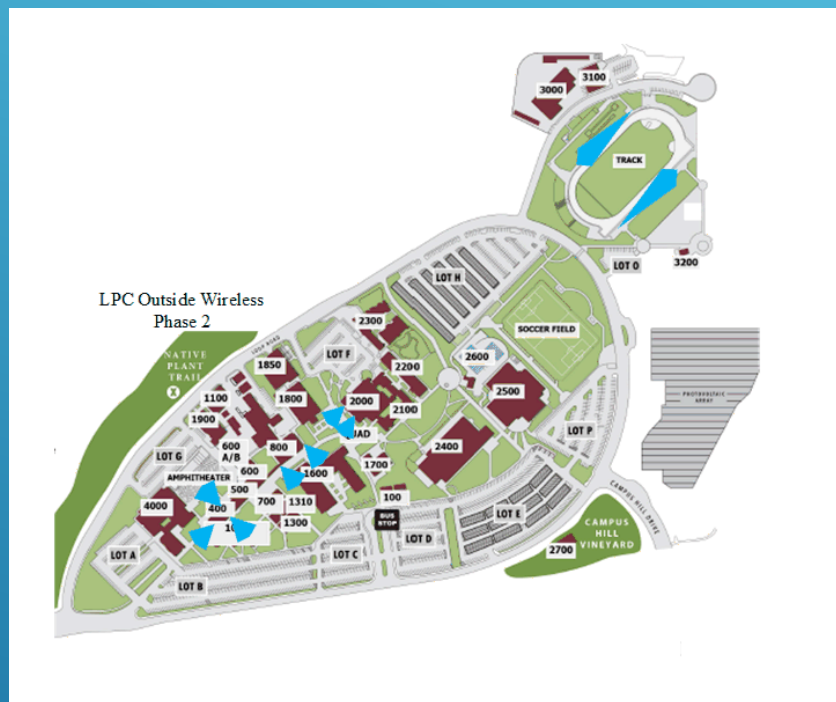 3100
3000
TRACK
3200
LOT O
LOT H
LPC Outside Wireless
Phase 2
2300
SOCCER FIELD
NATIVE
PLANT
TRAIL
X
LOOP ROAD
LOT F
2600
1850
2200
2500
PHOTOVOLTAIC
ARRAY
1100
1800
2000
2100
1900
LOT P
600
A/B
800
2400
LOT G
1700
600
1600
AMPHITHEATER
500
CAMPUS HILL DRIVE
4000
400
700
1310
100
1300
BUS
STOP
LOT E
CAMPUS
HILL
VINEYARD
LOT A
LOT C
LOT D
2700
LOT B